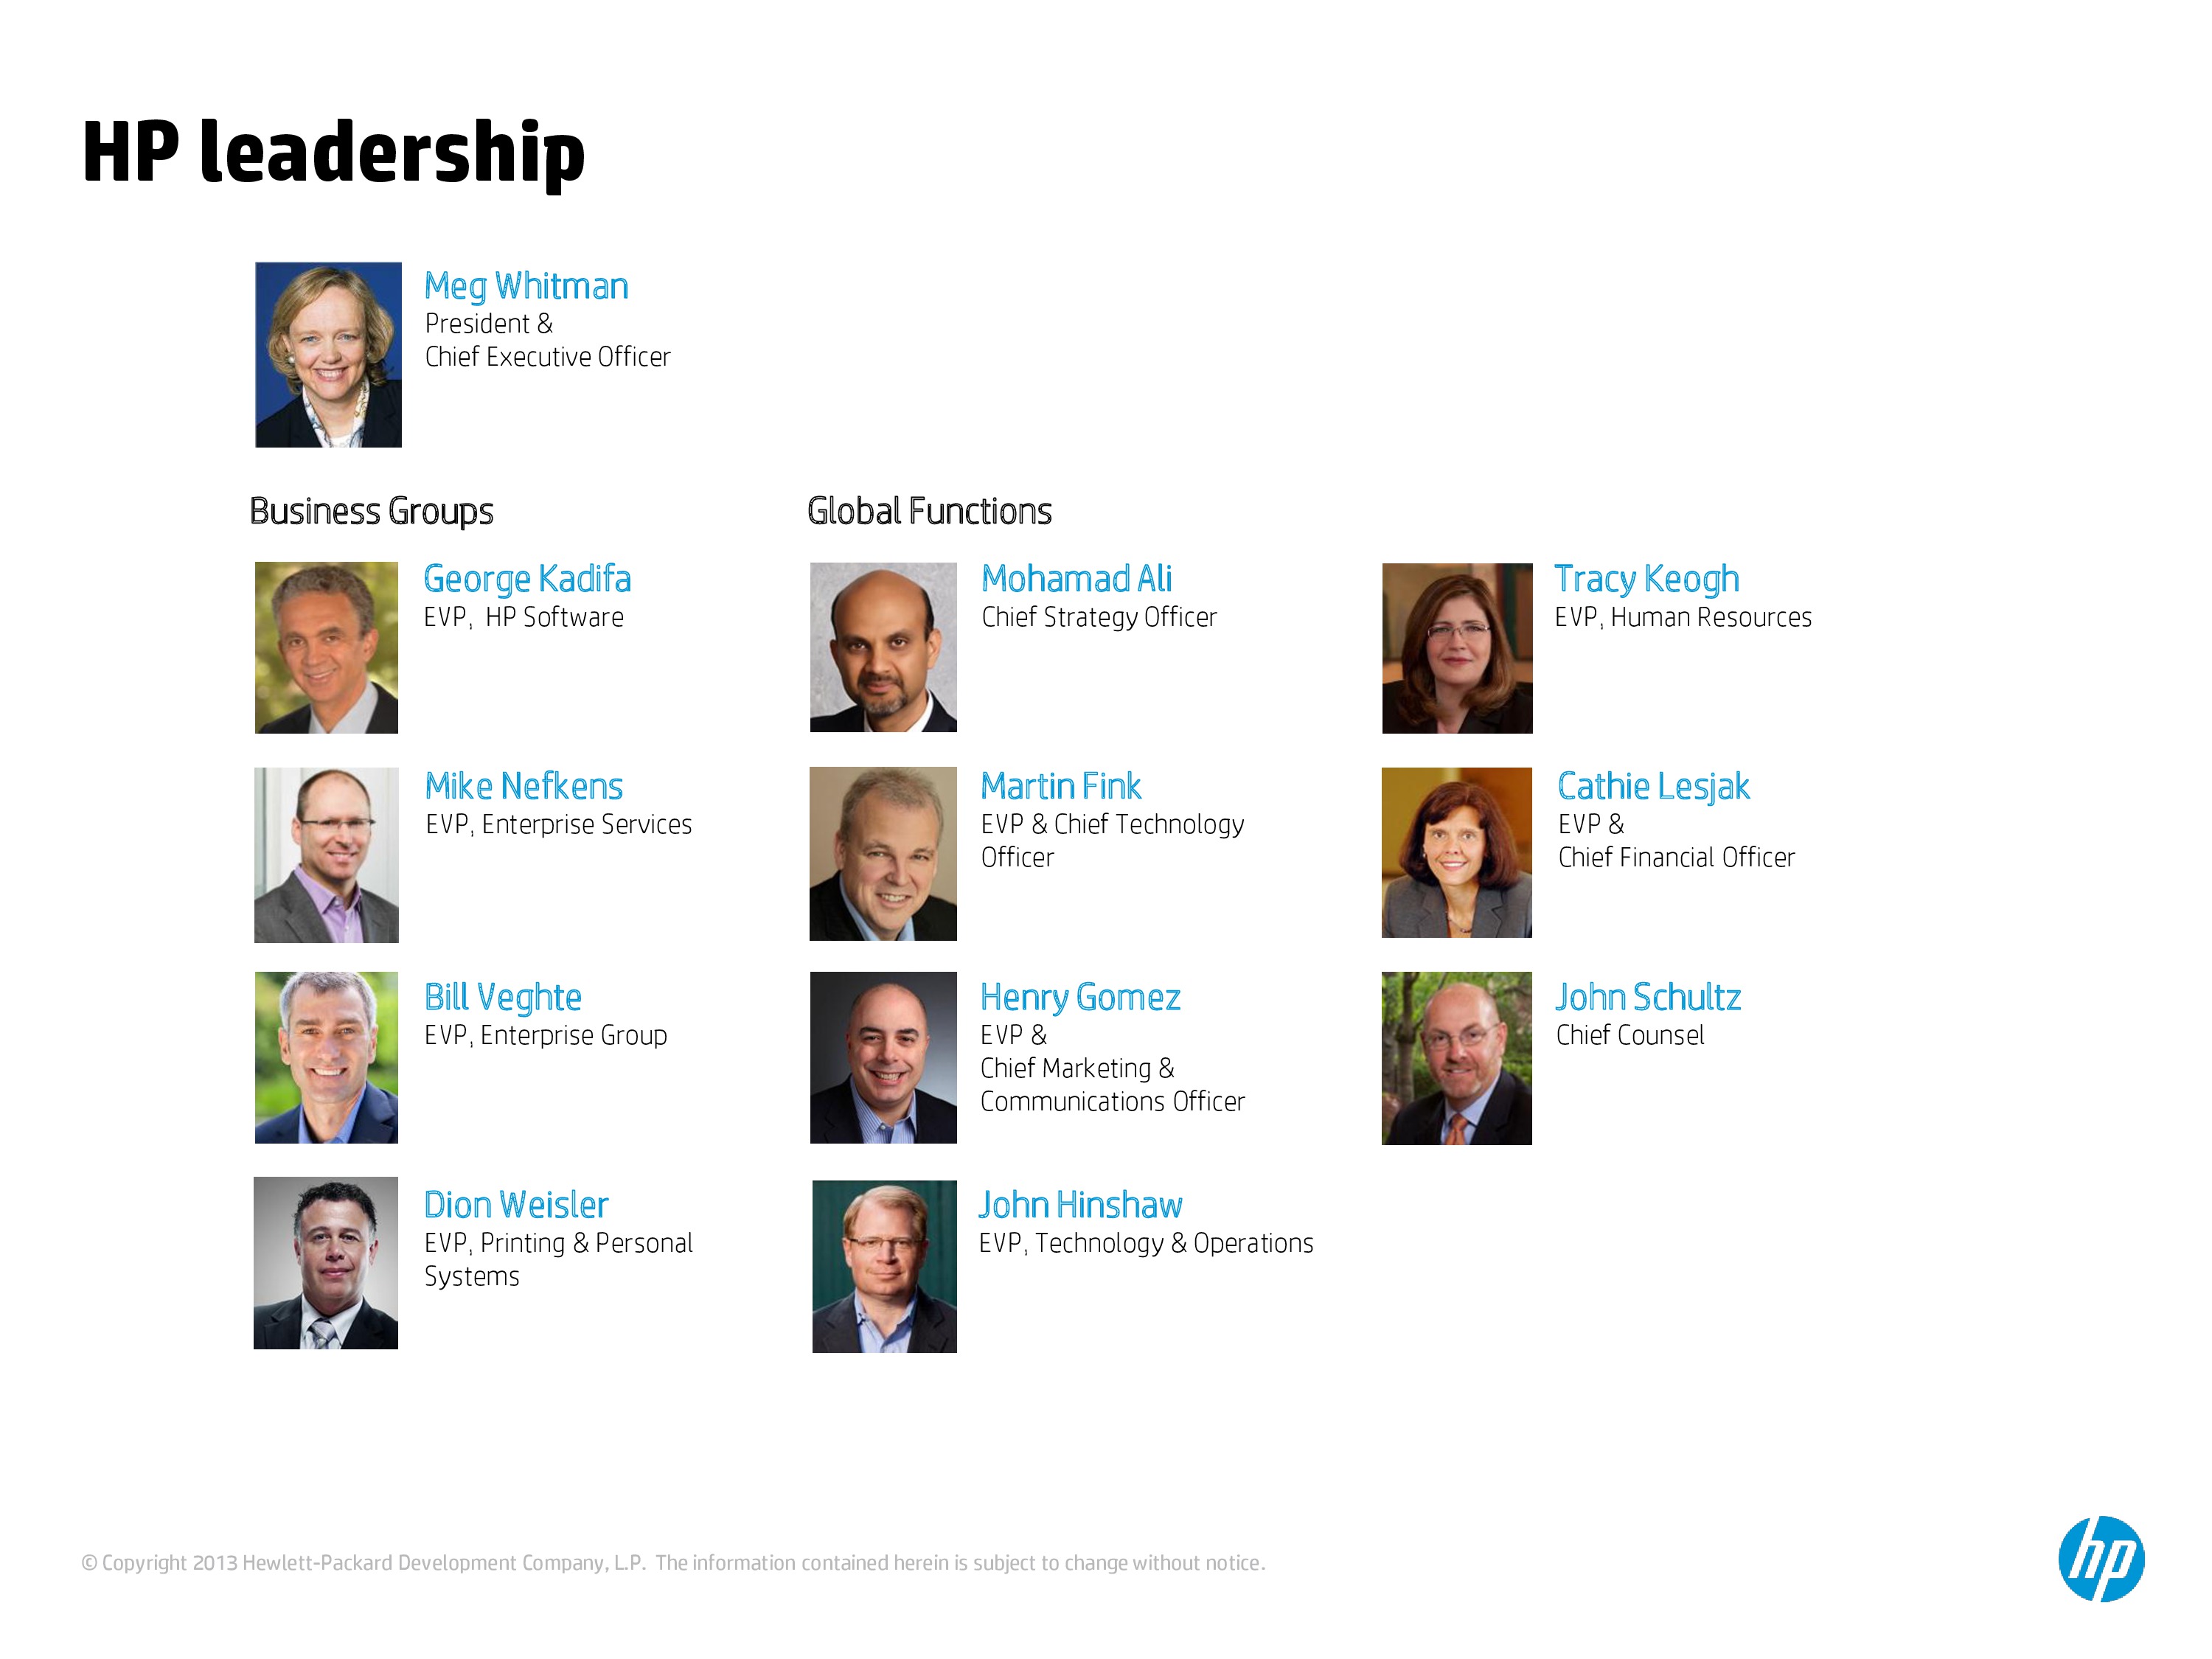 HP leadership
Meg Whitman
President &
Chief Executive Officer
Business Groups
George Kadifa
EVP, HP Software
Mike Nefkens
EVP, Enterprise Services
Bill Veghte
EVP, Enterprise Group
Dion Weisler
EVP, Printing & Personal
Systems
Global Functions
Mohamad Ali
Chief Strategy Officer
Martin Fink
EVP & Chief Technology
Officer
Henry Gomez
EVP &
Chief Marketing &
Communications Officer
John Hinshaw
EVP, Technology & Operations
Tracy Keogh
EVP, Human Resources
Cathie Lesjak
EVP &
Chief Financial Officer
John Schultz
Chief Counsel
© Copyright 2013 Hewlett-Packard Development Company, L.P. The information contained herein is subject to change without notice.
hp